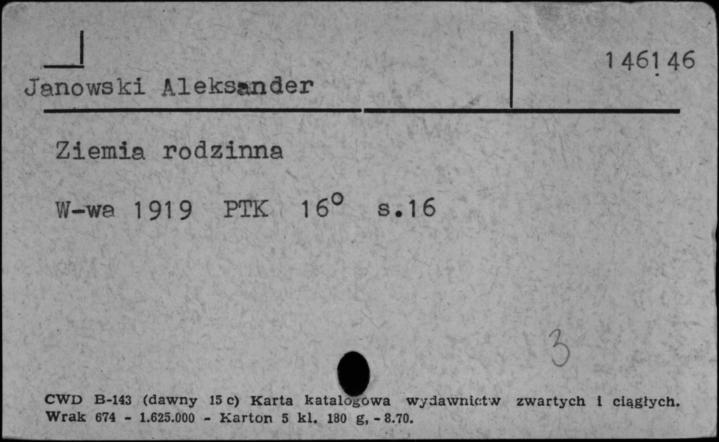 146146
Janowski Aleksander
Ziemia rodzinna
W-wa 1919 PTK 16° s.16
3
CWD B-143 (dawny 15 c) Karta katalogowa wydawnictw zwartych i ciągłych.
Wrak 674 - 1.625.000 - Karton 5 kl. 180 g, - 8.70.